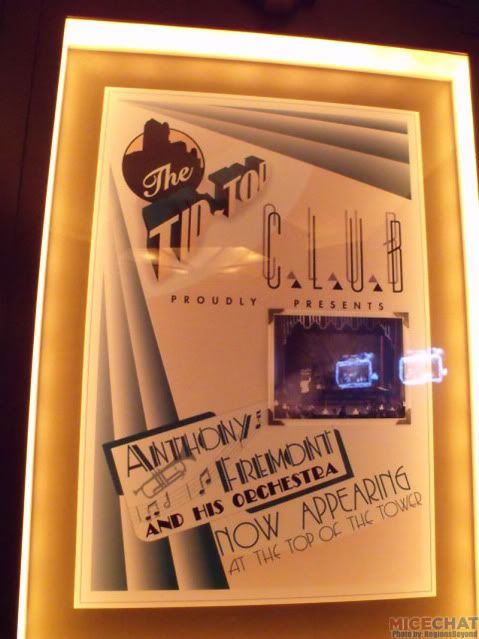 The
TIP-TOP
C.L.U.B
PROUDLY PRESENTS
ANTHONY
FREMONT
AND HIS ORCHESTRA
NOW APPEARING
AT THE TOP OF THE TOWER
MICECHAT
Photo by: RegionsBeyond